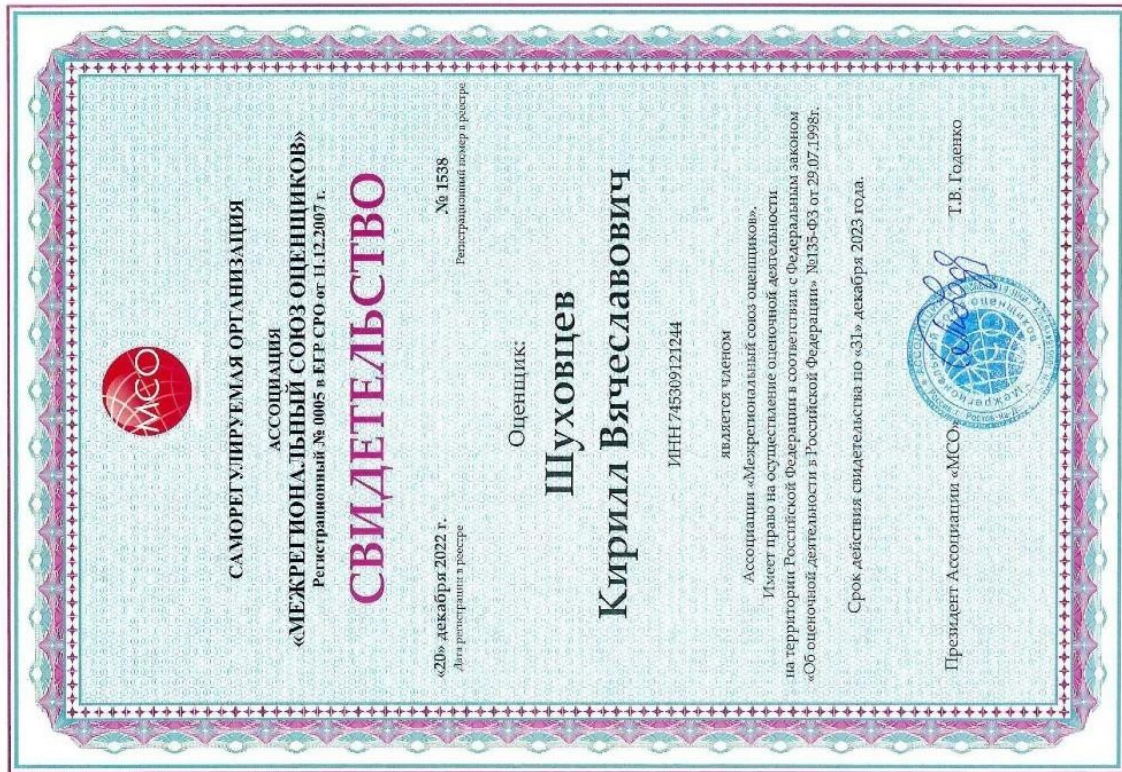 МСО
САМОРЕГУЛИРУЕМАЯ ОРГАНИЗАЦИЯ
АССОЦИАЦИЯ
«МЕЖРЕГИОНАЛЬНЫЙ СОЮЗ ОЦЕНЩИКОВ»
Регистрационный № 0005 в ЕГР СРО от 11.12.2007 г.
СВИДЕТЕЛЬСТВО
«20» декабря 2022 г. № 1538
Дата регистрации в реестре Регистрационный номер в реестре
Оценщик:
Шуховцев
Кирилл Вячеславович
ИНН 745309121244
является членом
Ассоциации «Межрегиональный союз оценщиков».
Имеет право на осуществление оценочной деятельности
на территории Российской Федерации в соответствии с Федеральным законом
«Об оценочной деятельности в Российской Федерации» №135-ФЗ от 29.07.1998г.
Срок действия свидетельства по «31» декабря 2023 года.
Президент Ассоциации «МСО» Т.В. Годенко